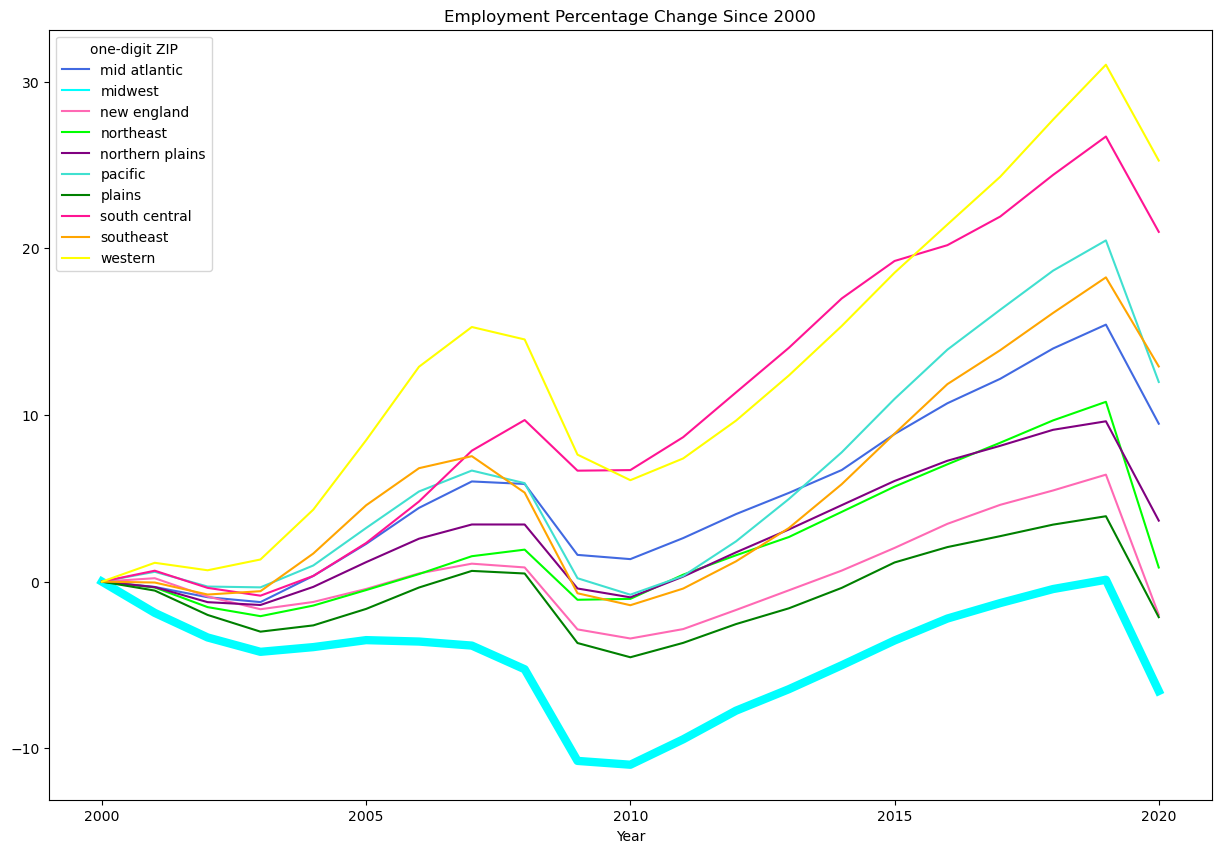 Employment Percentage Change Since 2000
one-digit ZIP
mid atlantic
midwest
new england
northeast
northern plains
pacific
plains
south central
southeast
western
30
20
10
0
−10
2000
2005
2010
2015
2020
Year